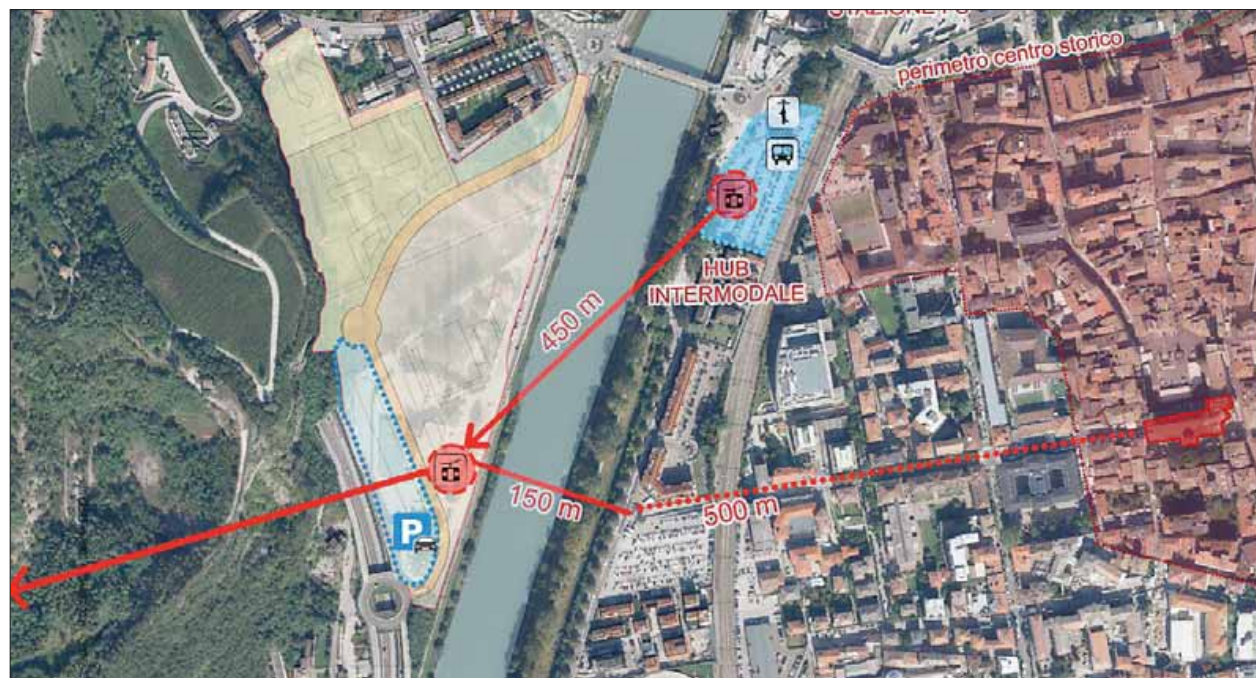 perimetro centro storico
HUB
INTERMODALE
450 m
150 m
500 m
P